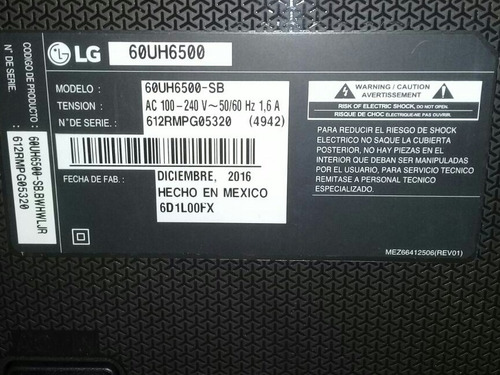 LG 60UH6500
MODELO : 60UH6500-SB
TENSION : AC 100-240 V~50/60 Hz 1,6 A
N° DE SERIE. : 612RMPG05320 (4942)
FECHA DE FAB. : DICIEMBRE, 2016
HECHO EN MEXICO
6D1L00FX
CODIGO DE PRODUCTO : 60UH6500-SB.BWHWLJR
N° DE SERIE. : 612RMPG05320
WARNING / CAUTION
AVERTISSEMENT
RISK OF ELECTRIC SHOCK, DO NOT OPEN.
RISQUE DE CHOC ELECTRIQUE-NE PAS OUVRIR.
PARA REDUCIR EL RIESGO DE SHOCK
ELECTRICO NO SAQUE LA CUBIERTA
POSTERIOR, NO HAY PIEZAS EN EL
INTERIOR QUE DEBAN SER MANIPULADAS
POR EL USUARIO, PARA SERVICIO TECNICO
REMITASE A PERSONAL TECNICO
ESPECIALIZADO.
MEZ66412506(REV01)